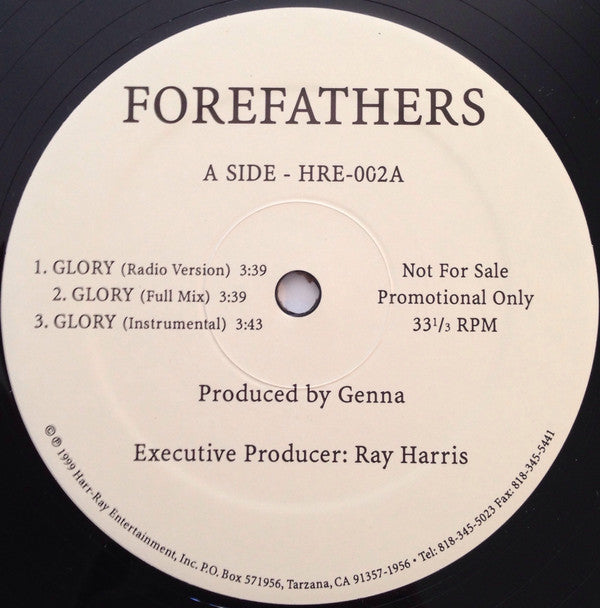 FOREFATHERS
A SIDE - HRE-002A
1. GLORY (Radio Version) 3:39
2. GLORY (Full Mix) 3:39
3. GLORY (Instrumental) 3:43
Not For Sale
Promotional Only
33 1/3 RPM
Produced by Genna
Executive Producer: Ray Harris
© ℗ 1999 Harr-Ray Entertainment, Inc. P.O. Box 571956, Tarzana, CA 91357-1956 • Tel: 818-345-5023 Fax: 818-345-5441